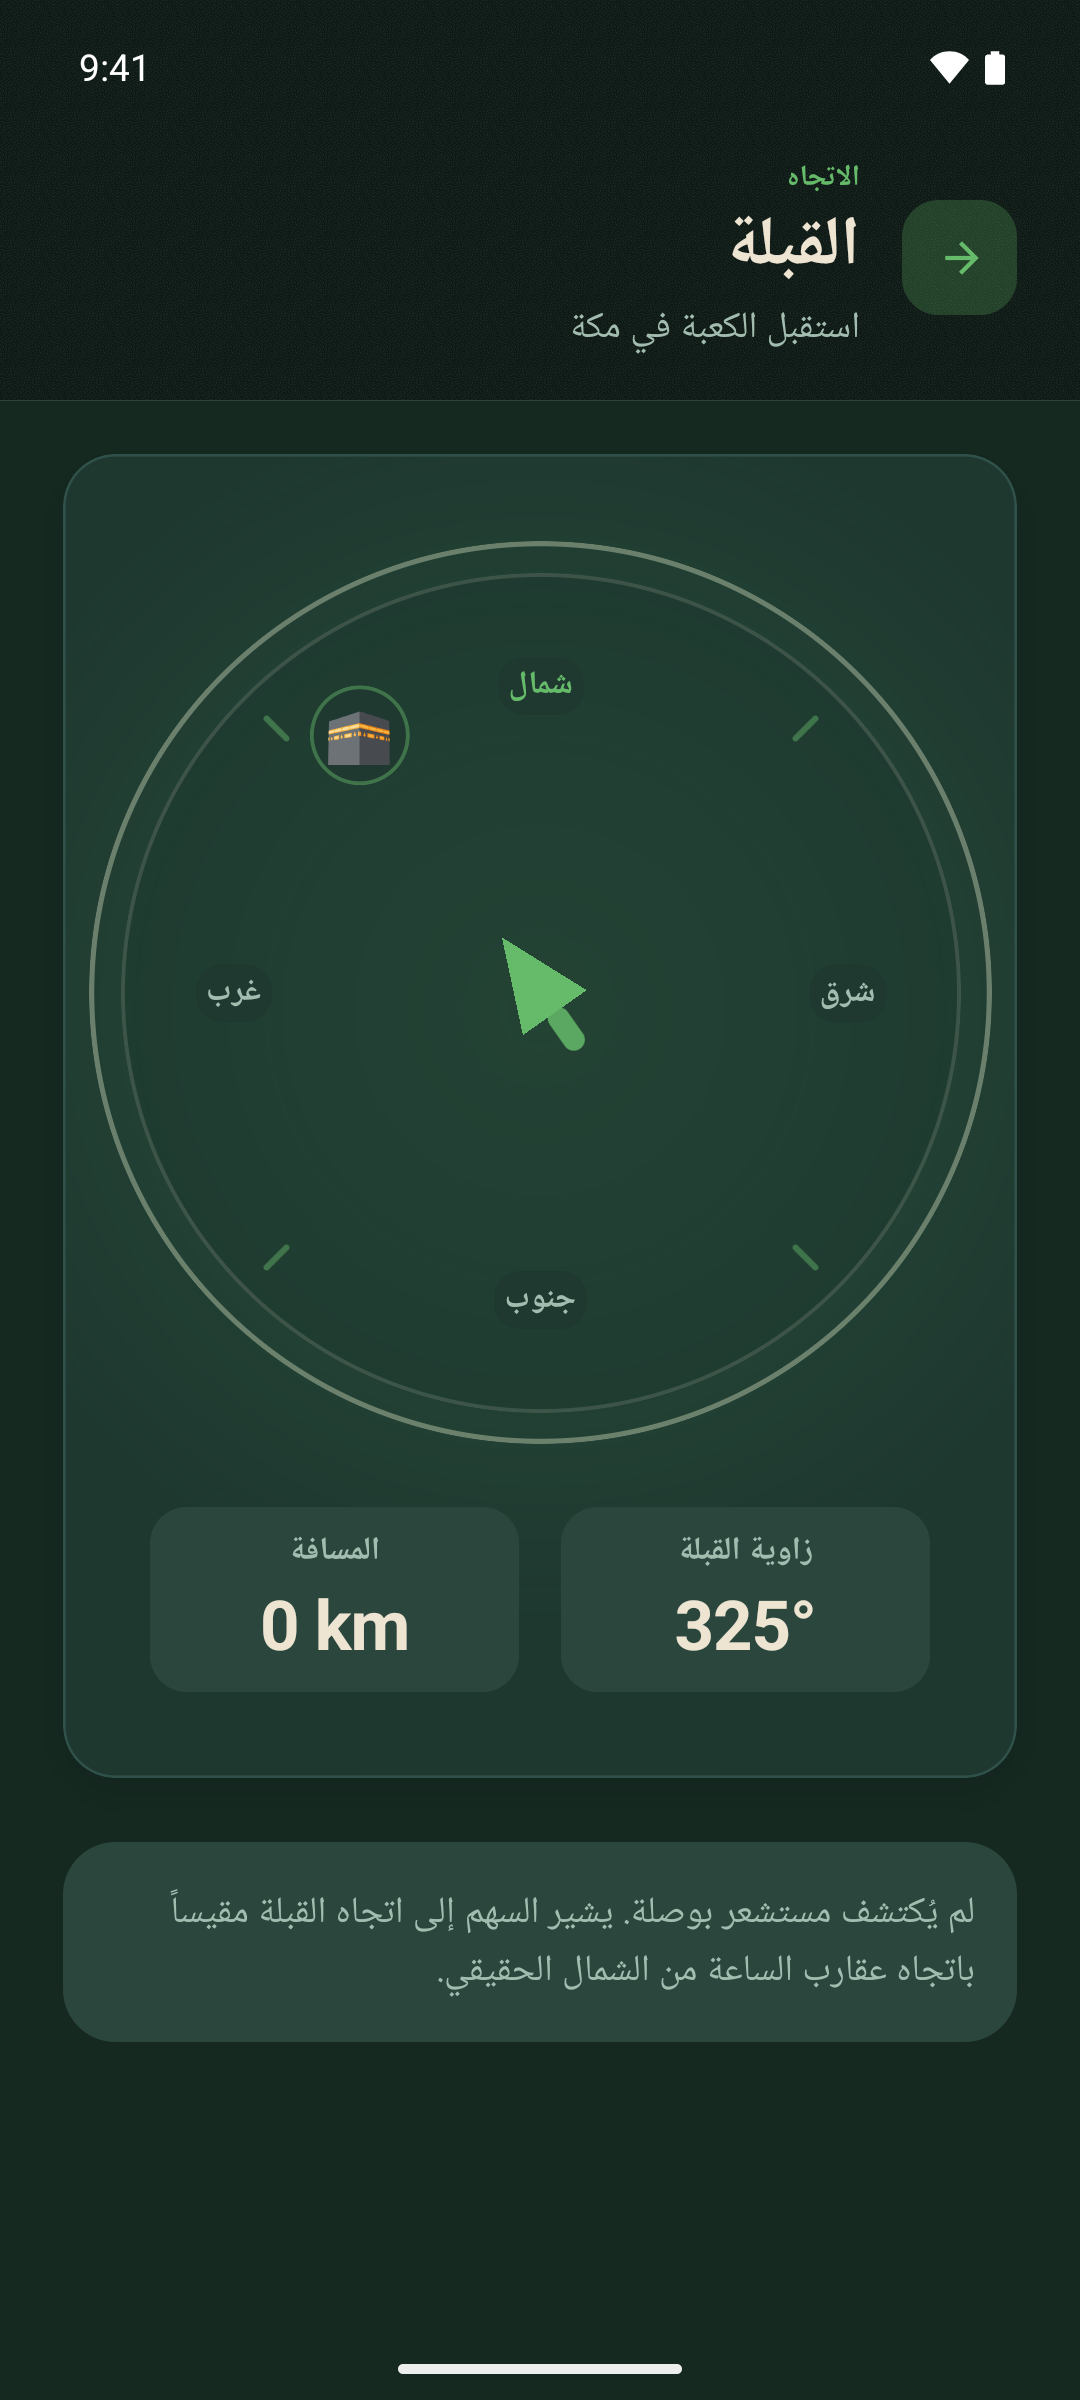 9:41
الاتجاه
القبلة
استقبل الكعبة في مكة
شمال
شرق
غرب
جنوب
زاوية القبلة
325°
المسافة
0 km
لم يُكتشف مستشعر بوصلة. يشير السهم إلى اتجاه القبلة مقيساً
باتجاه عقارب الساعة من الشمال الحقيقي.